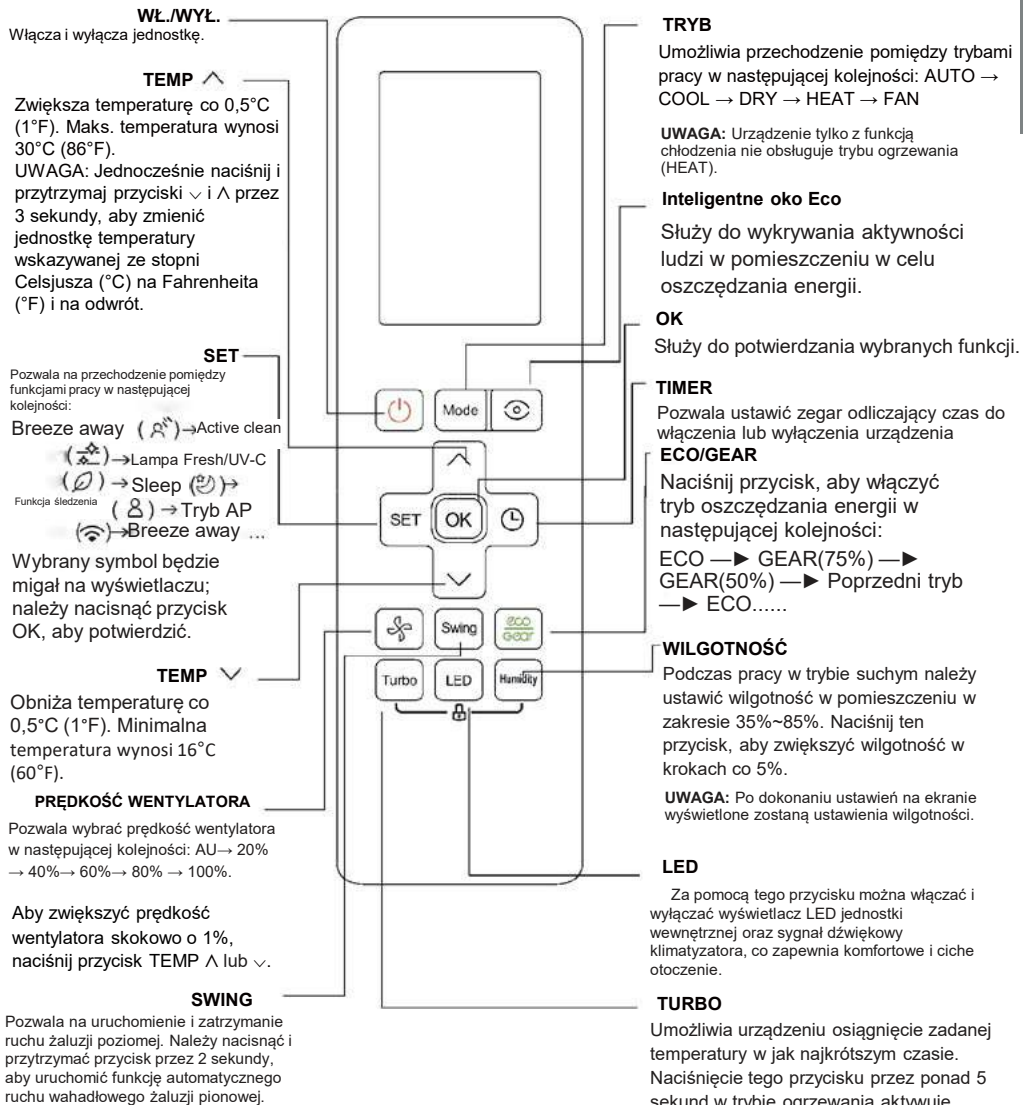 WŁ./WYŁ.
Włącza i wyłącza jednostkę.
TEMP ∧
Zwiększa temperaturę co 0,5°C
(1°F). Maks. temperatura wynosi
30°C (86°F).
UWAGA: Jednocześnie naciśnij i
przytrzymaj przyciski ∨ i ∧ przez
3 sekundy, aby zmienić
jednostkę temperatury
wskazywanej ze stopni
Celsjusza (°C) na Fahrenheita
(°F) i na odwrót.
SET
Pozwala na przechodzenie pomiędzy
funkcjami pracy w następującej
kolejności:
Breeze away ( )→Active clean
( )→Lampa Fresh/UV-C
( ) → Sleep ( )→
Funkcja śledzenia ( ) → Tryb AP
( )→Breeze away ...
Wybrany symbol będzie
migał na wyświetlaczu;
należy nacisnąć przycisk
OK, aby potwierdzić.
TEMP ∨
Obniża temperaturę co
0,5°C (1°F). Minimalna
temperatura wynosi 16°C
(60°F).
PRĘDKOŚĆ WENTYLATORA
Pozwala wybrać prędkość wentylatora
w następującej kolejności: AU→ 20%
→ 40%→ 60%→ 80% → 100%.
Aby zwiększyć prędkość
wentylatora skokowo o 1%,
naciśnij przycisk TEMP ∧ lub ∨.
SWING
Pozwala na uruchomienie i zatrzymanie
ruchu żaluzji poziomej. Należy nacisnąć i
przytrzymać przycisk przez 2 sekundy,
aby uruchomić funkcję automatycznego
ruchu wahadłowego żaluzji pionowej.
Mode
SET
OK
Swing
eco
GEAR
Turbo
LED
Humidity
TRYB
Umożliwia przechodzenie pomiędzy trybami
pracy w następującej kolejności: AUTO →
COOL → DRY → HEAT → FAN
UWAGA: Urządzenie tylko z funkcją
chłodzenia nie obsługuje trybu ogrzewania
(HEAT).
Inteligentne oko Eco
Służy do wykrywania aktywności
ludzi w pomieszczeniu w celu
oszczędzania energii.
OK
Służy do potwierdzania wybranych funkcji.
TIMER
Pozwala ustawić zegar odliczający czas do
włączenia lub wyłączenia urządzenia
ECO/GEAR
Naciśnij przycisk, aby włączyć
tryb oszczędzania energii w
następującej kolejności:
ECO —► GEAR(75%) —►
GEAR(50%) —► Poprzedni tryb
—► ECO......
WILGOTNOŚĆ
Podczas pracy w trybie suchym należy
ustawić wilgotność w pomieszczeniu w
zakresie 35%~85%. Naciśnij ten
przycisk, aby zwiększyć wilgotność w
krokach co 5%.
UWAGA: Po dokonaniu ustawień na ekranie
wyświetlone zostaną ustawienia wilgotności.
LED
Za pomocą tego przycisku można włączać i
wyłączać wyświetlacz LED jednostki
wewnętrznej oraz sygnał dźwiękowy
klimatyzatora, co zapewnia komfortowe i ciche
otoczenie.
TURBO
Umożliwia urządzeniu osiągnięcie zadanej
temperatury w jak najkrótszym czasie.
Naciśnięcie tego przycisku przez ponad 5
sekund w trybie ogrzewania aktywuje